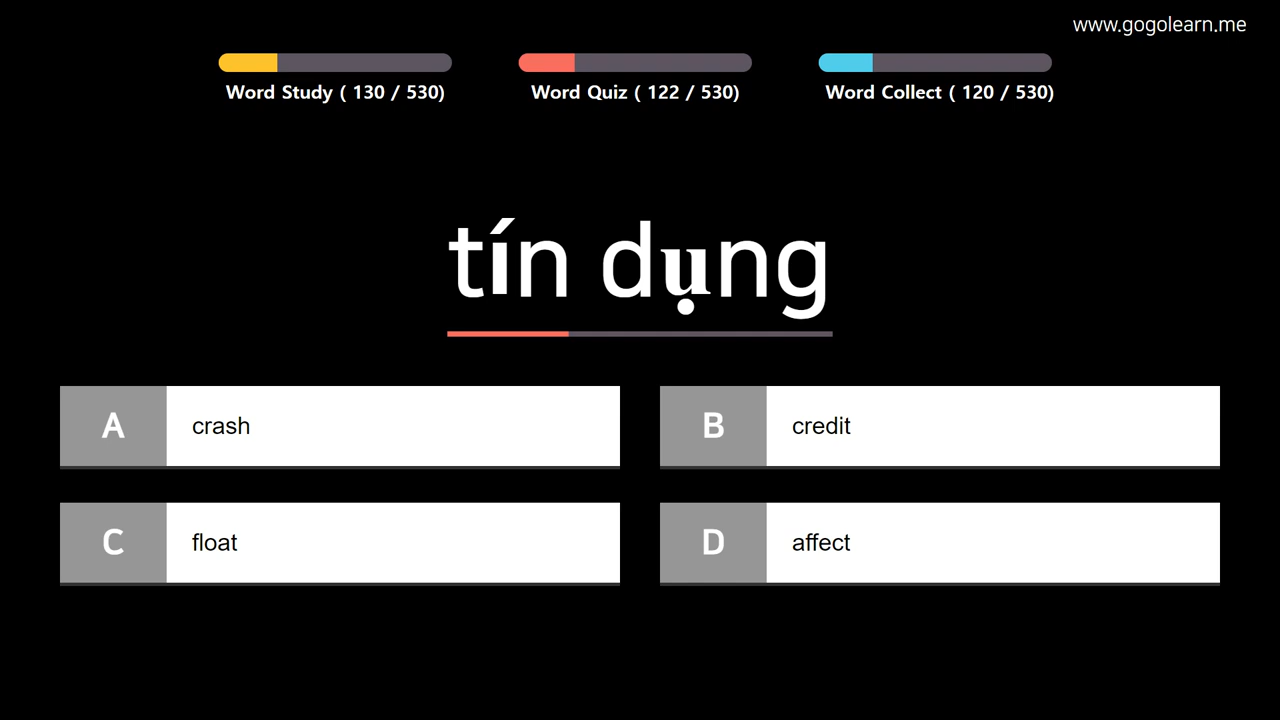 www.gogolearn.me
Word Study ( 130 / 530)
Word Quiz ( 122 / 530)
Word Collect ( 120 / 530)
tín dụng
A crash
B credit
C float
D affect